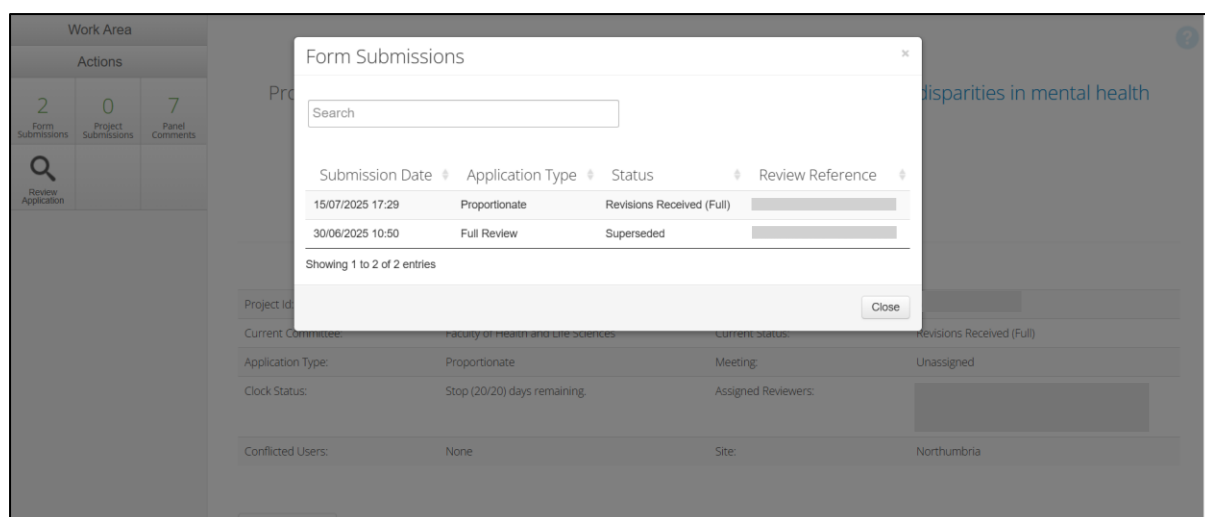 Work Area
Actions
2 0 7
Form Submissions Project Submissions Panel Comments
Review Application
Form Submissions ×
Search
Submission Date Application Type Status Review Reference
15/07/2025 17:29 Proportionate Revisions Received (Full)
30/06/2025 10:50 Full Review Superseded
Showing 1 to 2 of 2 entries
Close
?
Pro
disparities in mental health
Project Id:
Current Committee: Faculty of Health and Life Sciences Current Status: Revisions Received (Full)
Application Type: Proportionate Meeting: Unassigned
Clock Status: Stop (20/20) days remaining. Assigned Reviewers:
Conflicted Users: None Site: Northumbria